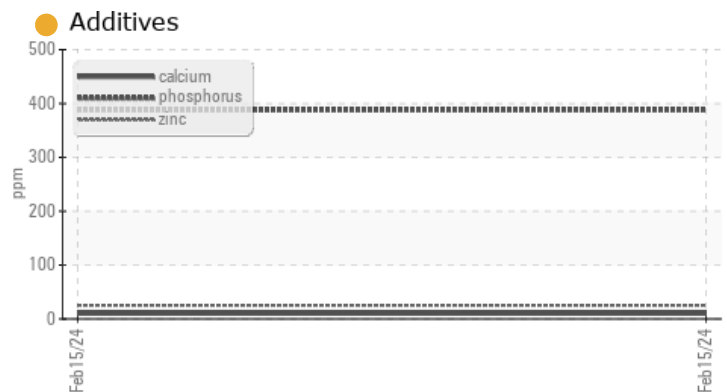 Additives
500
calcium
phosphorus
zinc
400
300
200
100
0
ppm
Feb15/24
Feb15/24